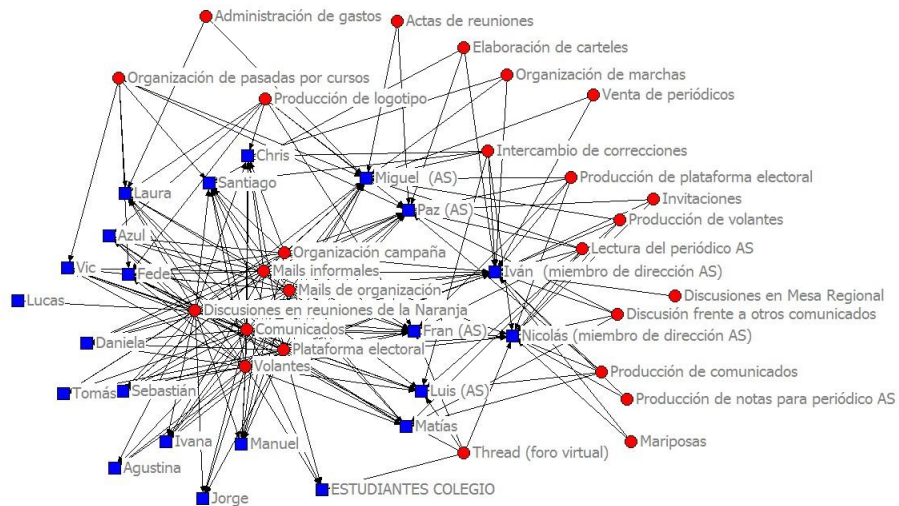 Administración de gastos
Actas de reuniones
Elaboración de carteles
Organización de pasadas por cursos
Organización de marchas
Producción de logotipo
Venta de periódicos
Chris
Intercambio de correcciones
Laura
Santiago
Miguel (AS)
Producción de plataforma electoral
Invitaciones
Paz (AS)
Producción de volantes
Azul
Organización campaña
Lectura del periódico AS
Vic
Fede
Mails informales
Iván (miembro de dirección AS)
Mails de organización
Discusiones en Mesa Regional
Lucas
Discusiones en reuniones de la Naranja
Discusión frente a otros comunicados
Comunicados
Fran (AS)
Nicolás (miembro de dirección AS)
Daniela
Plataforma electoral
Volantes
Producción de comunicados
Tomás
Sebastián
Luis (AS)
Producción de notas para periódico AS
Matías
Ivana
Manuel
Mariposas
Agustina
Thread (foro virtual)
Jorge
ESTUDIANTES COLEGIO